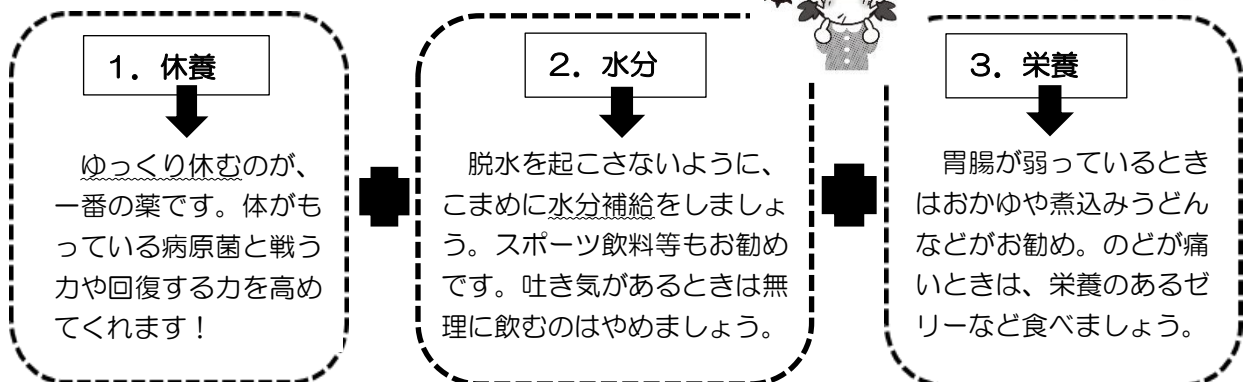 1．休養
ゆっくり休むのが、
一番の薬です。体がも
っている病原菌と戦う
力や回復する力を高め
てくれます！
2．水分
脱水を起こさないように、
こまめに水分補給をしましょ
う。スポーツ飲料等もお勧め
です。吐き気があるときは無
理に飲むのはやめましょう。
3．栄養
胃腸が弱っているとき
はおかゆや煮込みうどん
などがお勧め。のどが痛
いときは、栄養のあるゼ
リーなど食べましょう。